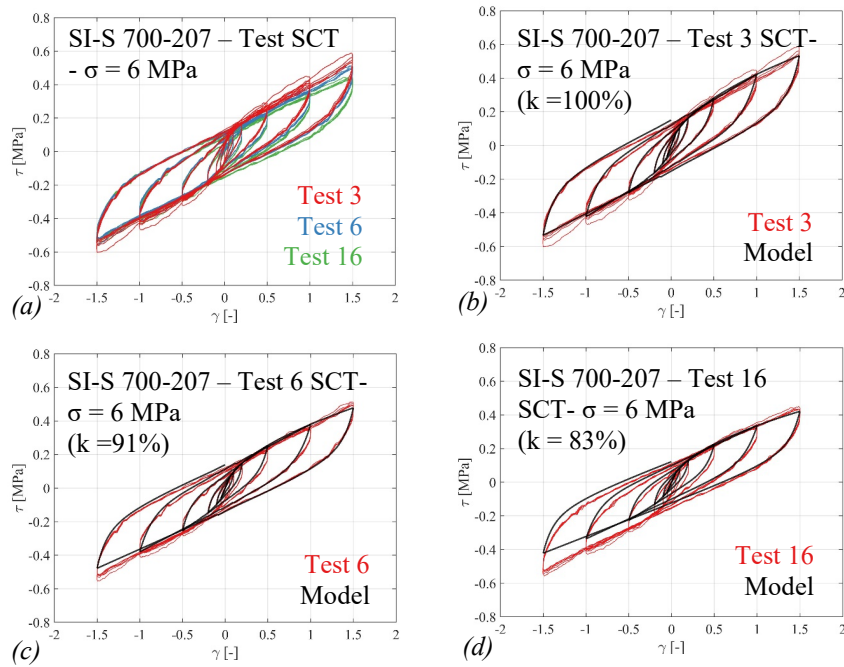 SI-S 700-207 – Test SCT
- σ = 6 MPa
0.8
0.6
0.4
0.2
0
-0.2
-0.4
-0.6
-0.8
τ [MPa]
Test 3
Test 6
Test 16
-2 -1.5 -1 -0.5 0 0.5 1 1.5 2
γ [-]
(a)
SI-S 700-207 – Test 3 SCT-
σ = 6 MPa
(k =100%)
0.8
0.6
0.4
0.2
0
-0.2
-0.4
-0.6
-0.8
τ [MPa]
Test 3
Model
-2 -1.5 -1 -0.5 0 0.5 1 1.5 2
γ [-]
(b)
SI-S 700-207 – Test 6 SCT-
σ = 6 MPa
(k =91%)
0.8
0.6
0.4
0.2
0
-0.2
-0.4
-0.6
-0.8
τ [MPa]
Test 6
Model
-2 -1.5 -1 -0.5 0 0.5 1 1.5 2
γ [-]
(c)
SI-S 700-207 – Test 16
SCT- σ = 6 MPa
(k = 83%)
0.8
0.6
0.4
0.2
0
-0.2
-0.4
-0.6
-0.8
τ [MPa]
Test 16
Model
-2 -1.5 -1 -0.5 0 0.5 1 1.5 2
γ [-]
(d)